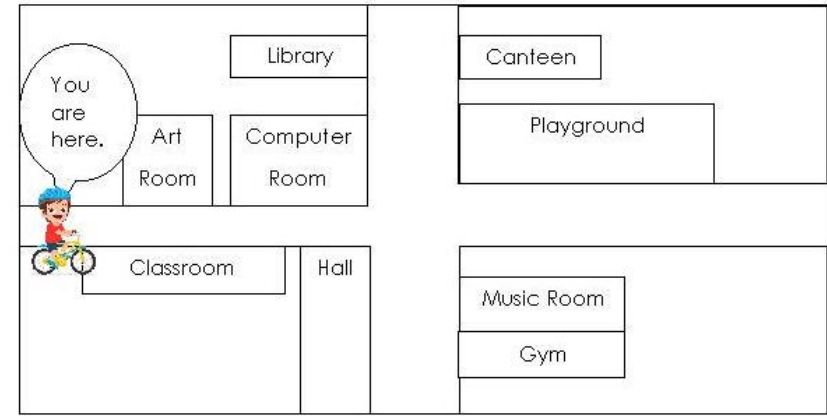 Library
Canteen
You
are
here.
Art
Room
Computer
Room
Playground
Classroom
Hall
Music Room
Gym